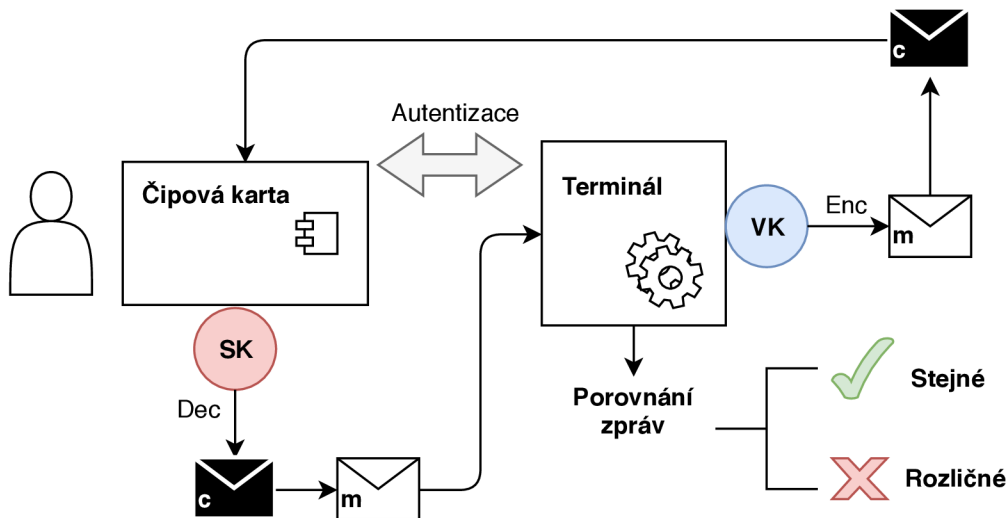 c
Autentizace
Čipová karta
Terminál
VK
Enc
m
SK
Dec
Porovnání
zpráv
Stejné
Rozličné
c
m